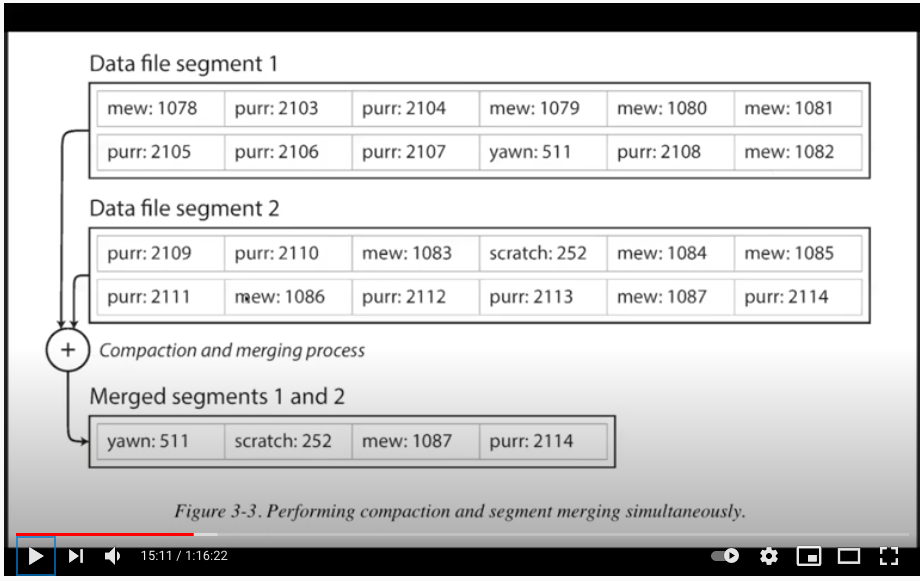 Data file segment 1
mew: 1078 purr: 2103 purr: 2104 mew: 1079 mew: 1080 mew: 1081
purr: 2105 purr: 2106 purr: 2107 yawn: 511 purr: 2108 mew: 1082
Data file segment 2
purr: 2109 purr: 2110 mew: 1083 scratch: 252 mew: 1084 mew: 1085
purr: 2111 mew: 1086 purr: 2112 purr: 2113 mew: 1087 purr: 2114
+ Compaction and merging process
Merged segments 1 and 2
yawn: 511 scratch: 252 mew: 1087 purr: 2114
Figure 3-3. Performing compaction and segment merging simultaneously.
15:11 / 1:16:22